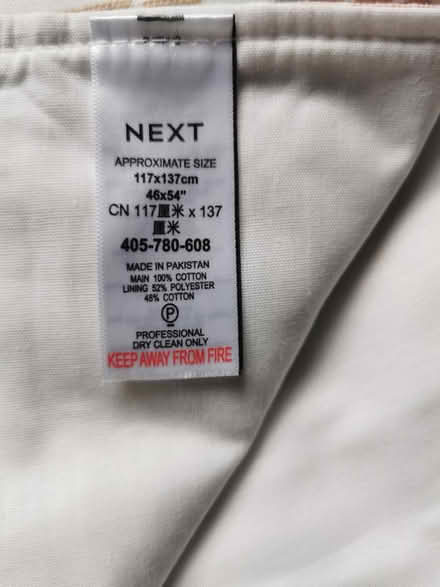 NEXT
APPROXIMATE SIZE
117x137cm
46x54"
CN 117厘米 x 137
厘米
405-780-608
MADE IN PAKISTAN
MAIN 100% COTTON
LINING 52% POLYESTER
48% COTTON
P
PROFESSIONAL
DRY CLEAN ONLY
KEEP AWAY FROM FIRE